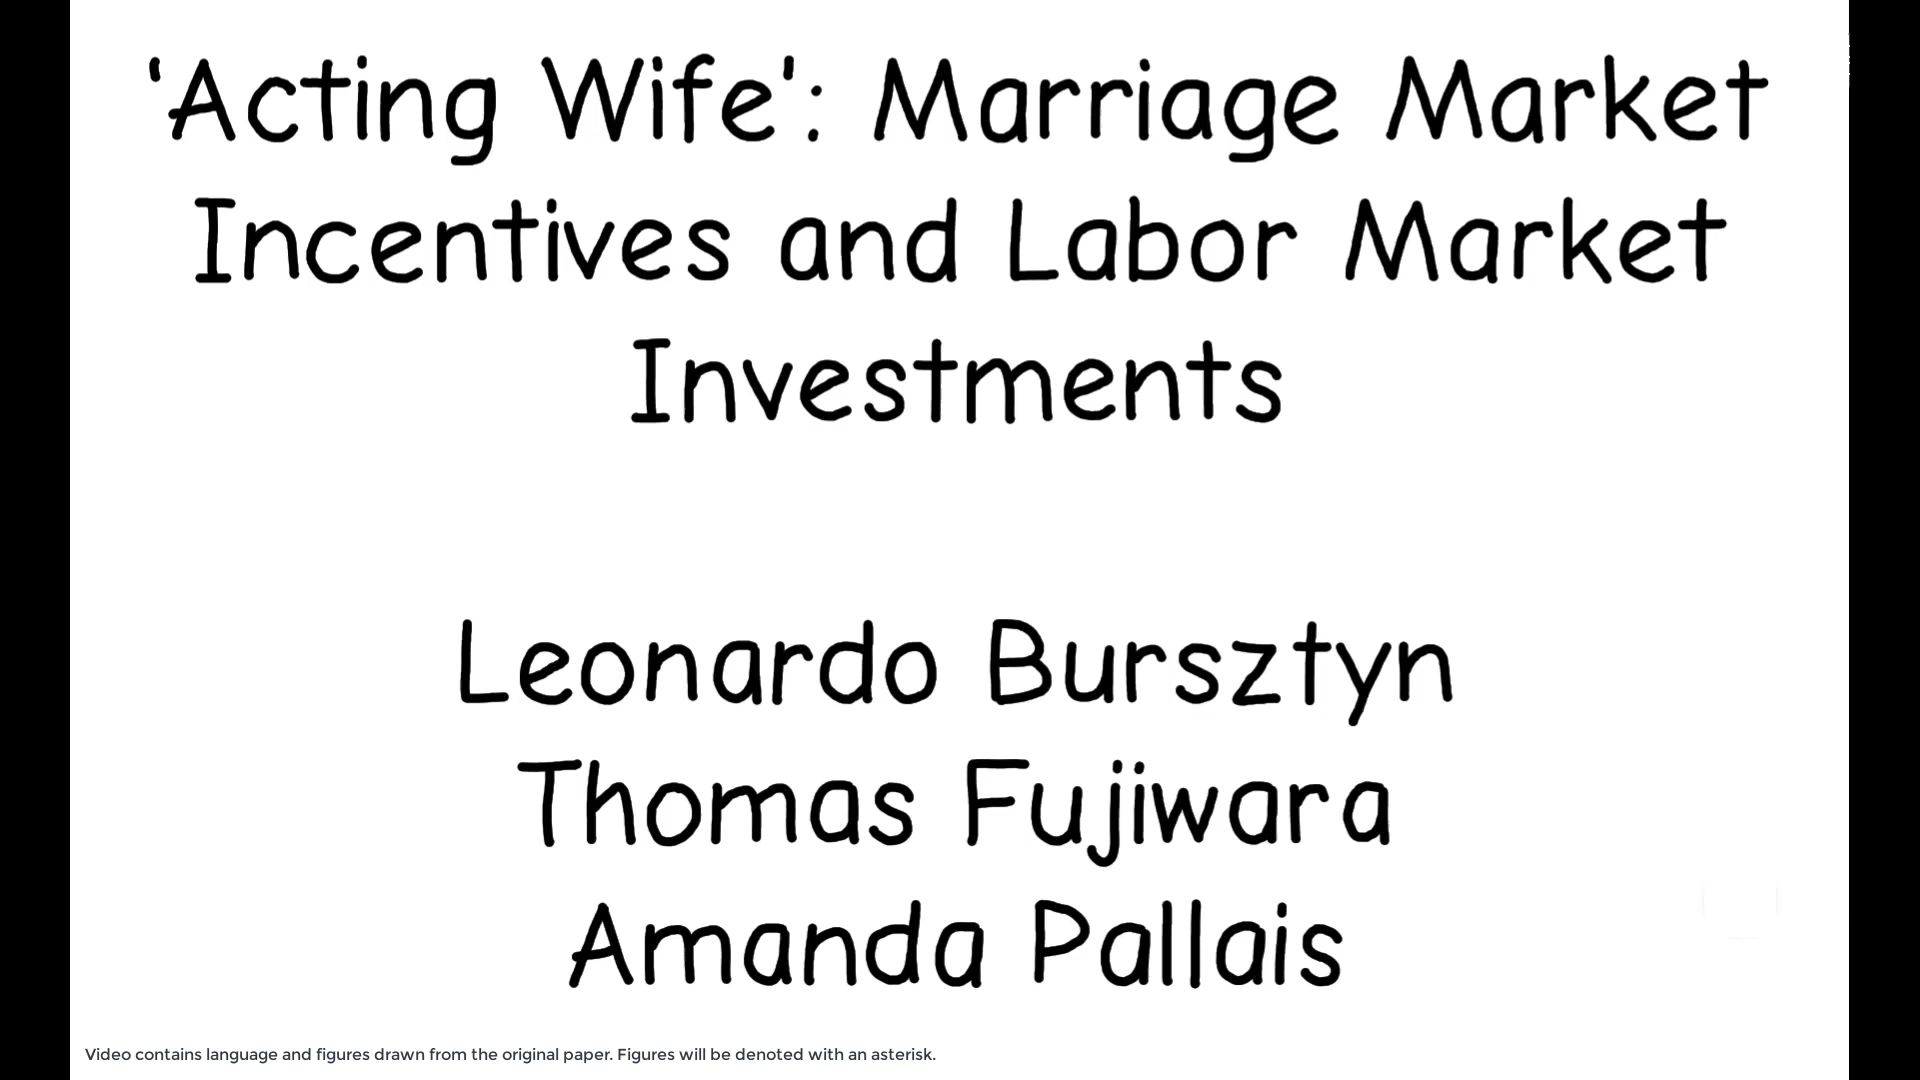 ‘Acting Wife': Marriage Market
Incentives and Labor Market
Investments
Leonardo Bursztyn
Thomas Fujiwara
Amanda Pallais
Video contains language and figures drawn from the original paper. Figures will be denoted with an asterisk.